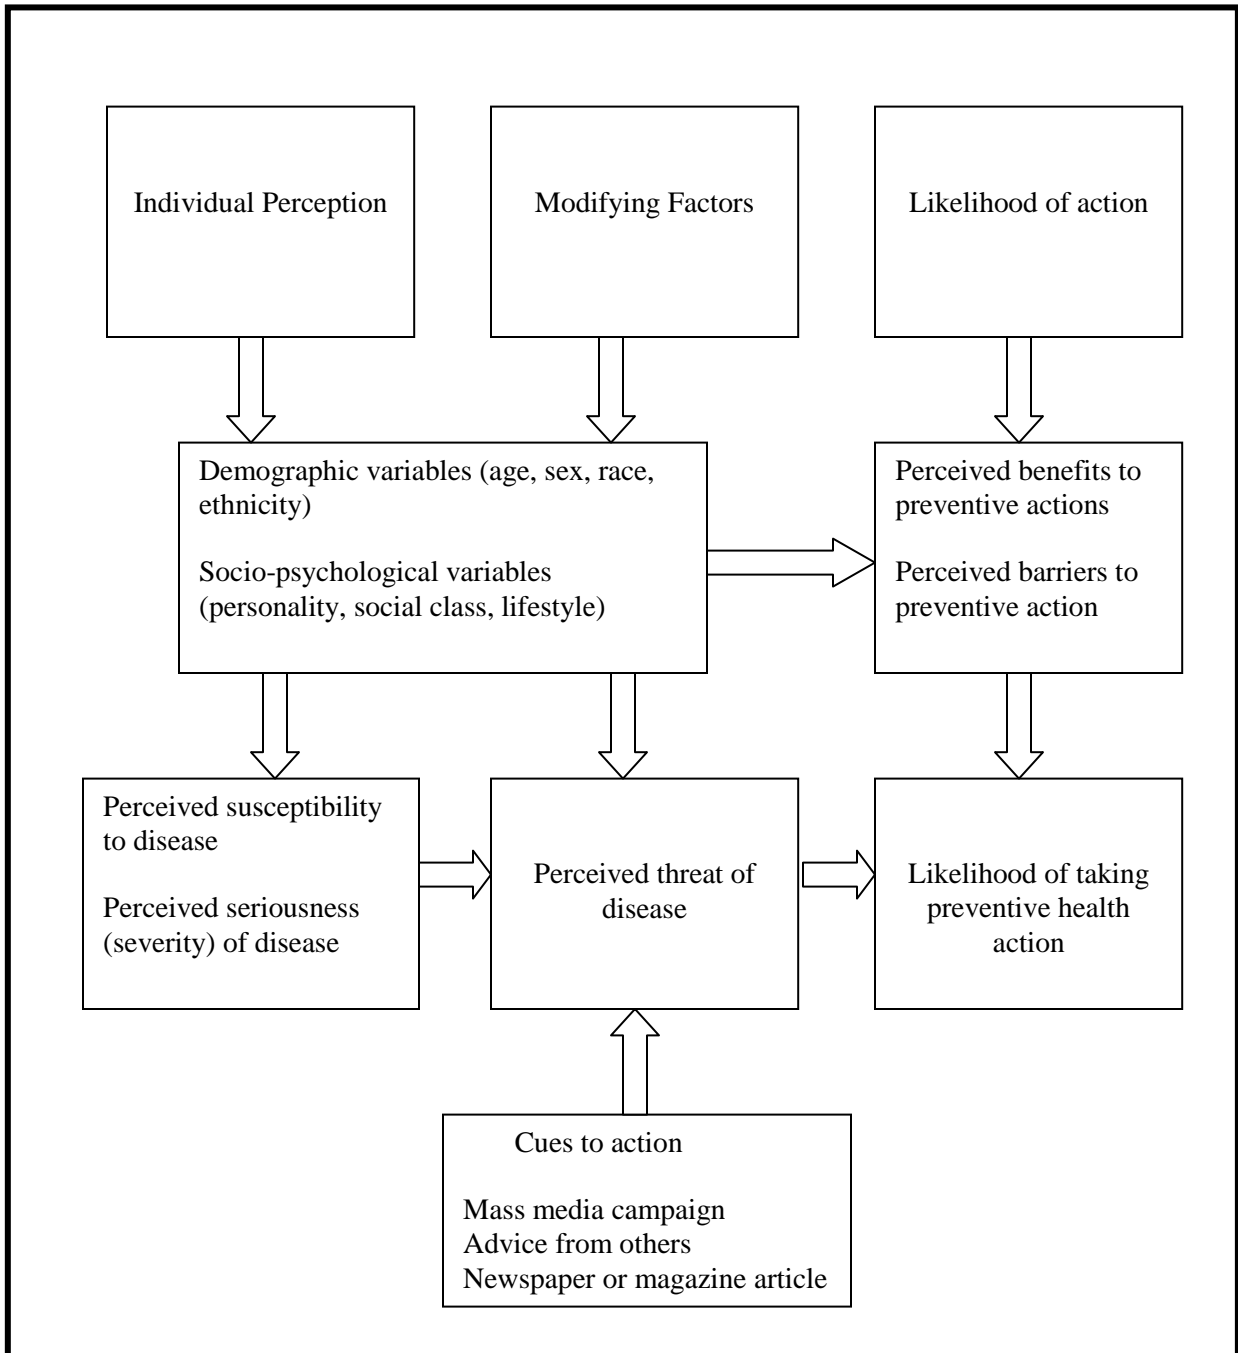 Individual Perception
Modifying Factors
Likelihood of action
Demographic variables (age, sex, race,
ethnicity)
Socio-psychological variables
(personality, social class, lifestyle)
Perceived benefits to
preventive actions
Perceived barriers to
preventive action
Perceived susceptibility
to disease
Perceived seriousness
(severity) of disease
Perceived threat of
disease
Likelihood of taking
preventive health
action
Cues to action
Mass media campaign
Advice from others
Newspaper or magazine article